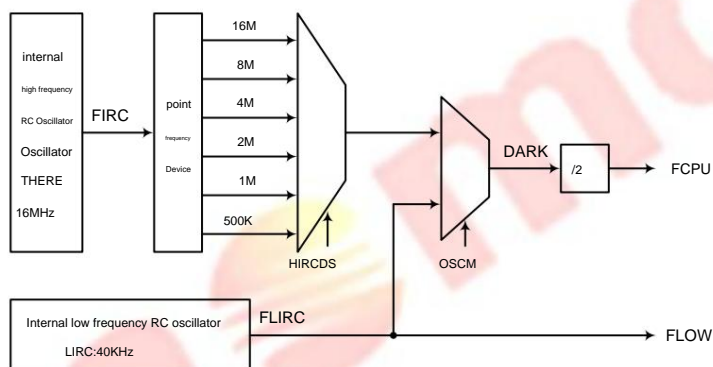 internal
high frequency
RC Oscillator
Oscillator
THERE
16MHz
FIRC
point
frequency
Device
16M
8M
4M
2M
1M
500K
HIRCDS
OSCM
DARK
/2
FCPU
Internal low frequency RC oscillator
LIRC:40KHz
FLIRC
FLOW